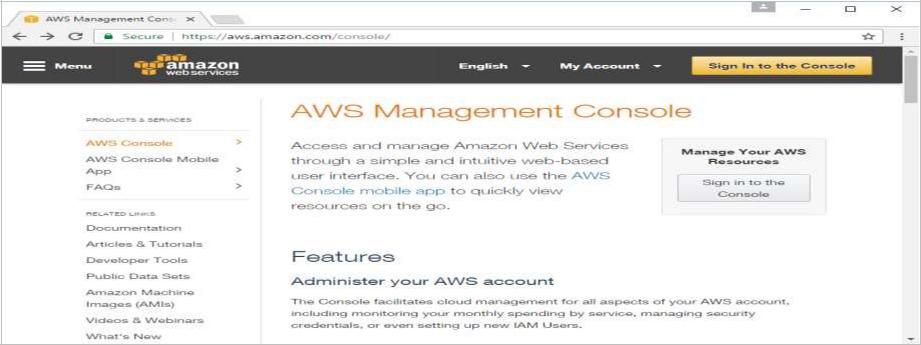 AWS Management Cons
Secure | https://aws.amazon.com/console/
Menu
amazon
web services
English
My Account
Sign In to the Console
PRODUCTS & SERVICES
AWS Console
AWS Console Mobile
App
FAQs
RELATED LINKS
Documentation
Articles & Tutorials
Developer Tools
Public Data Sets
Amazon Machine
Images (AMIs)
Videos & Webinars
What's New
AWS Management Console
Access and manage Amazon Web Services
through a simple and intuitive web-based
user interface. You can also use the AWS
Console mobile app to quickly view
resources on the go.
Manage Your AWS
Resources
Sign in to the
Console
Features
Administer your AWS account
The Console facilitates cloud management for all aspects of your AWS account,
including monitoring your monthly spending by service, managing security
credentials, or even setting up new IAM Users.